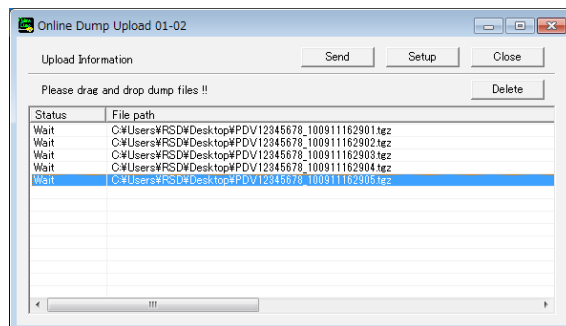 Online Dump Upload 01-02
Upload Information
Send
Setup
Close
Please drag and drop dump files !!
Delete
Status File path
Wait C:¥Users¥RSD¥Desktop¥PDV12345678_100911162901.tgz
Wait C:¥Users¥RSD¥Desktop¥PDV12345678_100911162902.tgz
Wait C:¥Users¥RSD¥Desktop¥PDV12345678_100911162903.tgz
Wait C:¥Users¥RSD¥Desktop¥PDV12345678_100911162904.tgz
Wait C:¥Users¥RSD¥Desktop¥PDV12345678_100911162905.tgz